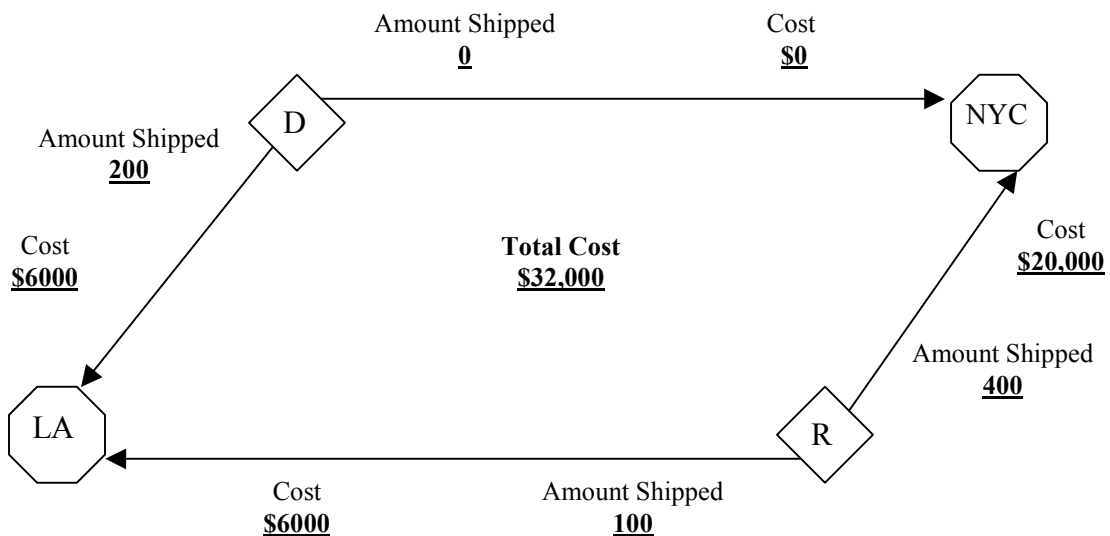 Amount Shipped
0
Cost
$0
D
NYC
Amount Shipped
200
Cost
$6000
Total Cost
$32,000
Cost
$20,000
Amount Shipped
400
LA
R
Cost
$6000
Amount Shipped
100